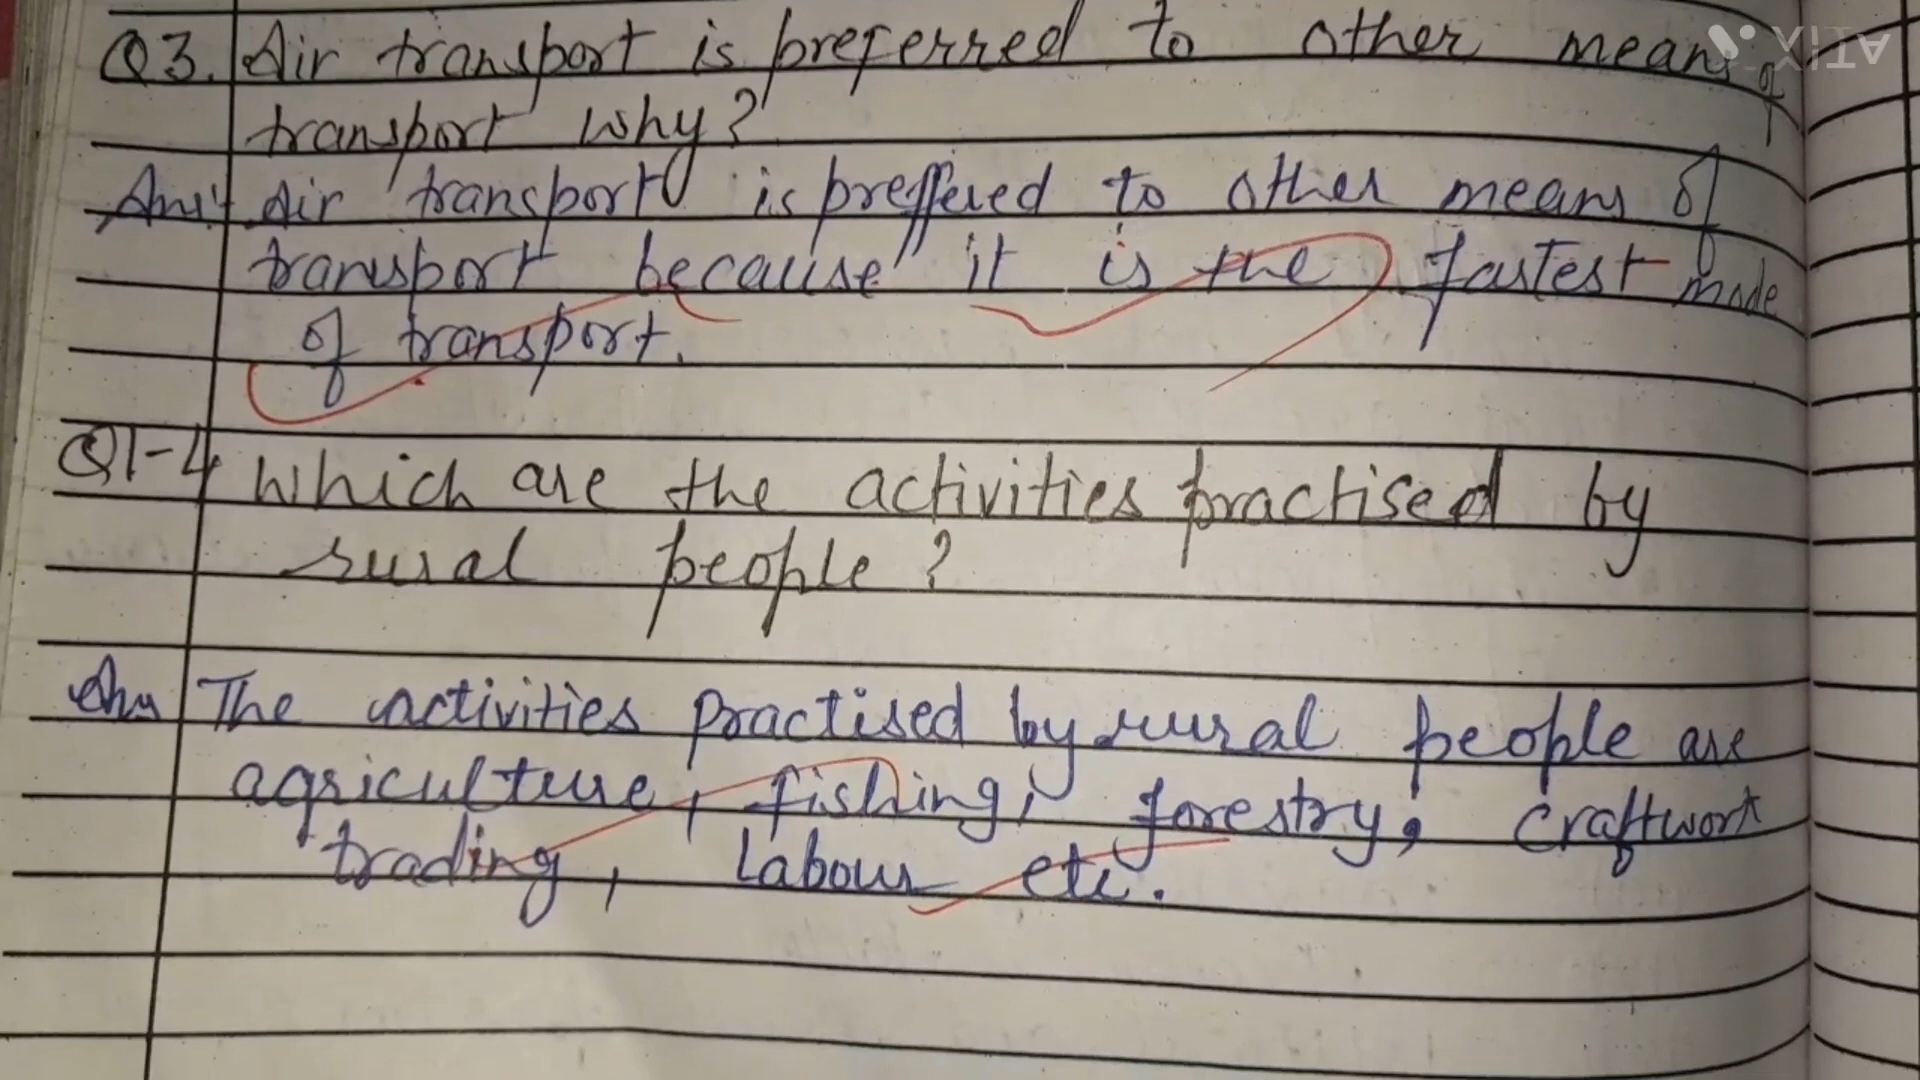 Q3. Air transport is preferred to other means of
transport why?
Ans:- Air transport is preffered to other means of
transport because it is the fastest mode
of transport.
Q1-4 Which are the activities practised by
rural people?
Ans The activities practised by rural people are
agriculture, fishing, forestry, craftwork
trading, labour etc.
VITA